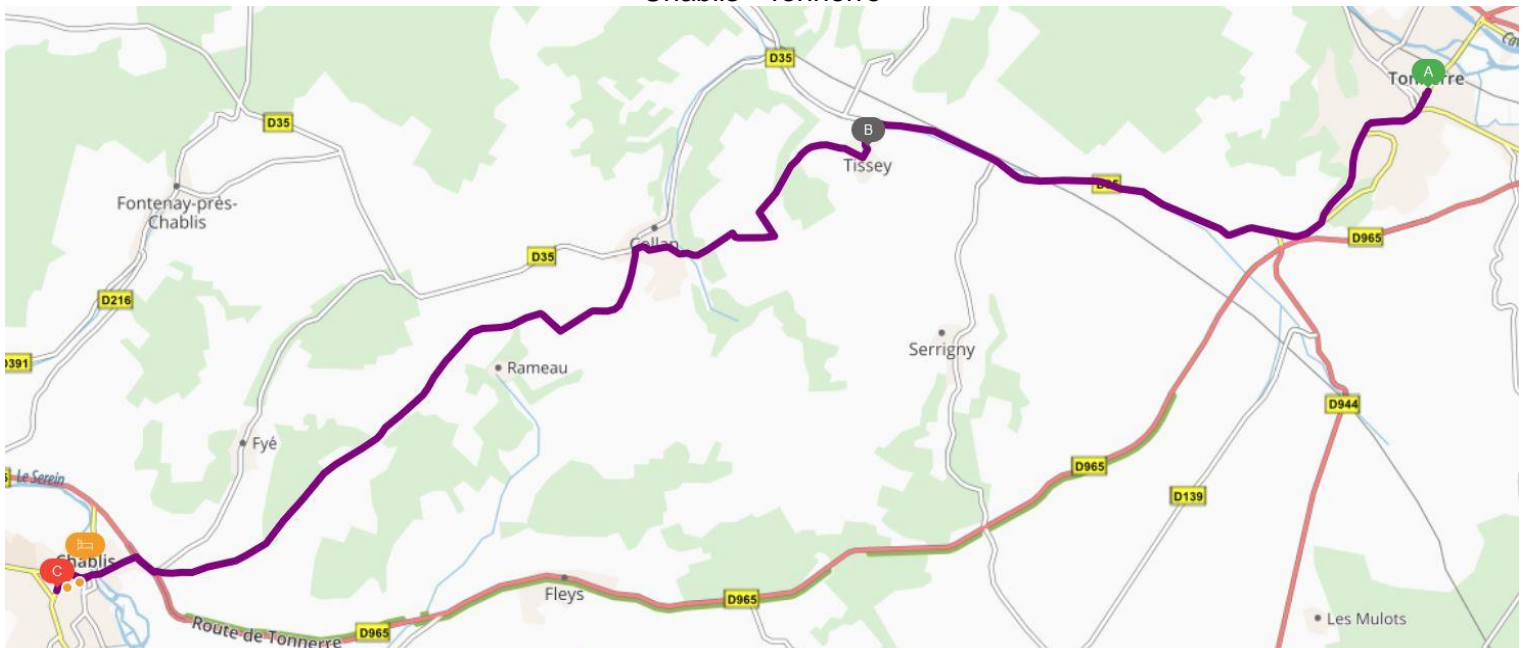 D35
A
Tonnerre
B
D35
Tissey
Fontenay-près-
Chablis
Collan
D35
D965
D35
D216
Serrigny
D391
Rameau
D944
Fyé
D965
Le Serein
D139
Chablis
C
Fleys
D965
Les Mulots
Route de Tonnerre
D965